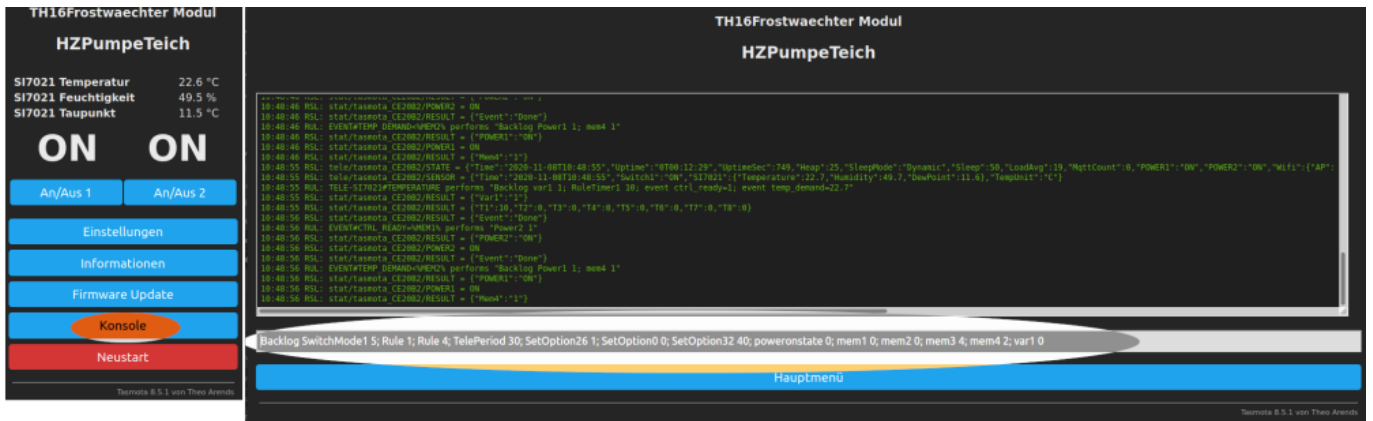 TH16Frostwaechter Modul
HZPumpeTeich
SI7021 Temperatur 22.6 °C
SI7021 Feuchtigkeit 49.5 %
SI7021 Taupunkt 11.5 °C
ON ON
An/Aus 1 An/Aus 2
Einstellungen
Informationen
Firmware Update
Konsole
Neustart
Tasmota 8.5.1 von Theo Arends
TH16Frostwaechter Modul
HZPumpeTeich
10:48:46 RSL: stat/tasmota_CE20B2/RESULT = {"POWER2":"ON"}
10:48:46 RSL: stat/tasmota_CE20B2/POWER2 = ON
10:48:46 RSL: stat/tasmota_CE20B2/RESULT = {"Event":"Done"}
10:48:46 RUL: EVENT#TEMP_DEMAND<%MEM2% performs "Backlog Power1 1; mem4 1"
10:48:46 RSL: stat/tasmota_CE20B2/RESULT = {"POWER1":"ON"}
10:48:46 RSL: stat/tasmota_CE20B2/POWER1 = ON
10:48:46 RSL: stat/tasmota_CE20B2/RESULT = {"Mem4":"1"}
10:48:55 RSL: tele/tasmota_CE20B2/STATE = {"Time":"2020-11-08T10:48:55","Uptime":"0T00:12:29","UptimeSec":749,"Heap":25,"SleepMode":"Dynamic","Sleep":50,"LoadAvg":19,"MqttCount":0,"POWER1":"ON","POWER2":"ON","Wifi":{"AP":
10:48:55 RSL: tele/tasmota_CE20B2/SENSOR = {"Time":"2020-11-08T10:48:55","Switch1":"ON","SI7021":{"Temperature":22.7,"Humidity":49.7,"DewPoint":11.6},"TempUnit":"C"}
10:48:55 RUL: TELE-SI7021#TEMPERATURE performs "Backlog var1 1; RuleTimer1 10; event ctrl_ready=1; event temp_demand=22.7"
10:48:55 RSL: stat/tasmota_CE20B2/RESULT = {"Var1":"1"}
10:48:55 RSL: stat/tasmota_CE20B2/RESULT = {"T1":10,"T2":0,"T3":0,"T4":0,"T5":0,"T6":0,"T7":0,"T8":0}
10:48:56 RSL: stat/tasmota_CE20B2/RESULT = {"Event":"Done"}
10:48:56 RUL: EVENT#CTRL_READY=%MEM1% performs "Power2 1"
10:48:56 RSL: stat/tasmota_CE20B2/RESULT = {"POWER2":"ON"}
10:48:56 RSL: stat/tasmota_CE20B2/POWER2 = ON
10:48:56 RSL: stat/tasmota_CE20B2/RESULT = {"Event":"Done"}
10:48:56 RUL: EVENT#TEMP_DEMAND<%MEM2% performs "Backlog Power1 1; mem4 1"
10:48:56 RSL: stat/tasmota_CE20B2/RESULT = {"POWER1":"ON"}
10:48:56 RSL: stat/tasmota_CE20B2/POWER1 = ON
10:48:56 RSL: stat/tasmota_CE20B2/RESULT = {"Mem4":"1"}
Backlog SwitchMode1 5; Rule 1; Rule 4; TelePeriod 30; SetOption26 1; SetOption0 0; SetOption32 40; poweronstate 0; mem1 0; mem2 0; mem3 4; mem4 2; var1 0
Hauptmenü
Tasmota 8.5.1 von Theo Arends